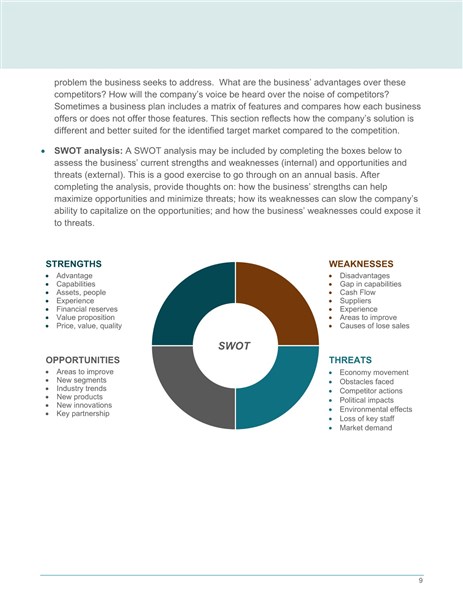 problem the business seeks to address.  What are the business' advantages over these
competitors? How will the company's voice be heard over the noise of competitors?
Sometimes a business plan includes a matrix of features and compares how each business
offers or does not offer those features. This section reflects how the company's solution is
different and better suited for the identified target market compared to the competition.
• SWOT analysis: A SWOT analysis may be included by completing the boxes below to
assess the business' current strengths and weaknesses (internal) and opportunities and
threats (external). This is a good exercise to go through on an annual basis. After
completing the analysis, provide thoughts on: how the business' strengths can help
maximize opportunities and minimize threats; how its weaknesses can slow the company's
ability to capitalize on the opportunities; and how the business' weaknesses could expose it
to threats.
STRENGTHS
• Advantage
• Capabilities
• Assets, people
• Experience
• Financial reserves
• Value proposition
• Price, value, quality
WEAKNESSES
• Disadvantages
• Gap in capabilities
• Cash Flow
• Suppliers
• Experience
• Areas to improve
• Causes of lose sales
SWOT
OPPORTUNITIES
• Areas to improve
• New segments
• Industry trends
• New products
• New innovations
• Key partnership
THREATS
• Economy movement
• Obstacles faced
• Competitor actions
• Political impacts
• Environmental effects
• Loss of key staff
• Market demand
9